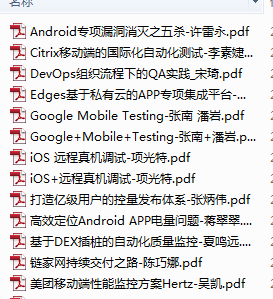 名称
Android专项漏洞消灭之五杀-许雷永.pdf
Citrix移动端的国际化自动化测试-李素婕...
DevOps组织流程下的QA实践_宋琦.pdf
Edges基于私有云的APP专项集成平台-...
Google Mobile Testing-张南 潘岩.pdf
Google+Mobile+Testing-张南+潘岩.pdf
iOS 远程真机调试-项光特.pdf
iOS+远程真机调试-项光特.pdf
打造亿级用户的控量发布体系-张炳伟.pdf
高效定位Android APP电量问题-蒋翠翠....
基于DEX插桩的自动化质量监控-夏鸣远....
链家网持续交付之路-陈巧娜.pdf
美团移动端性能监控方案Hertz-吴凯.pdf